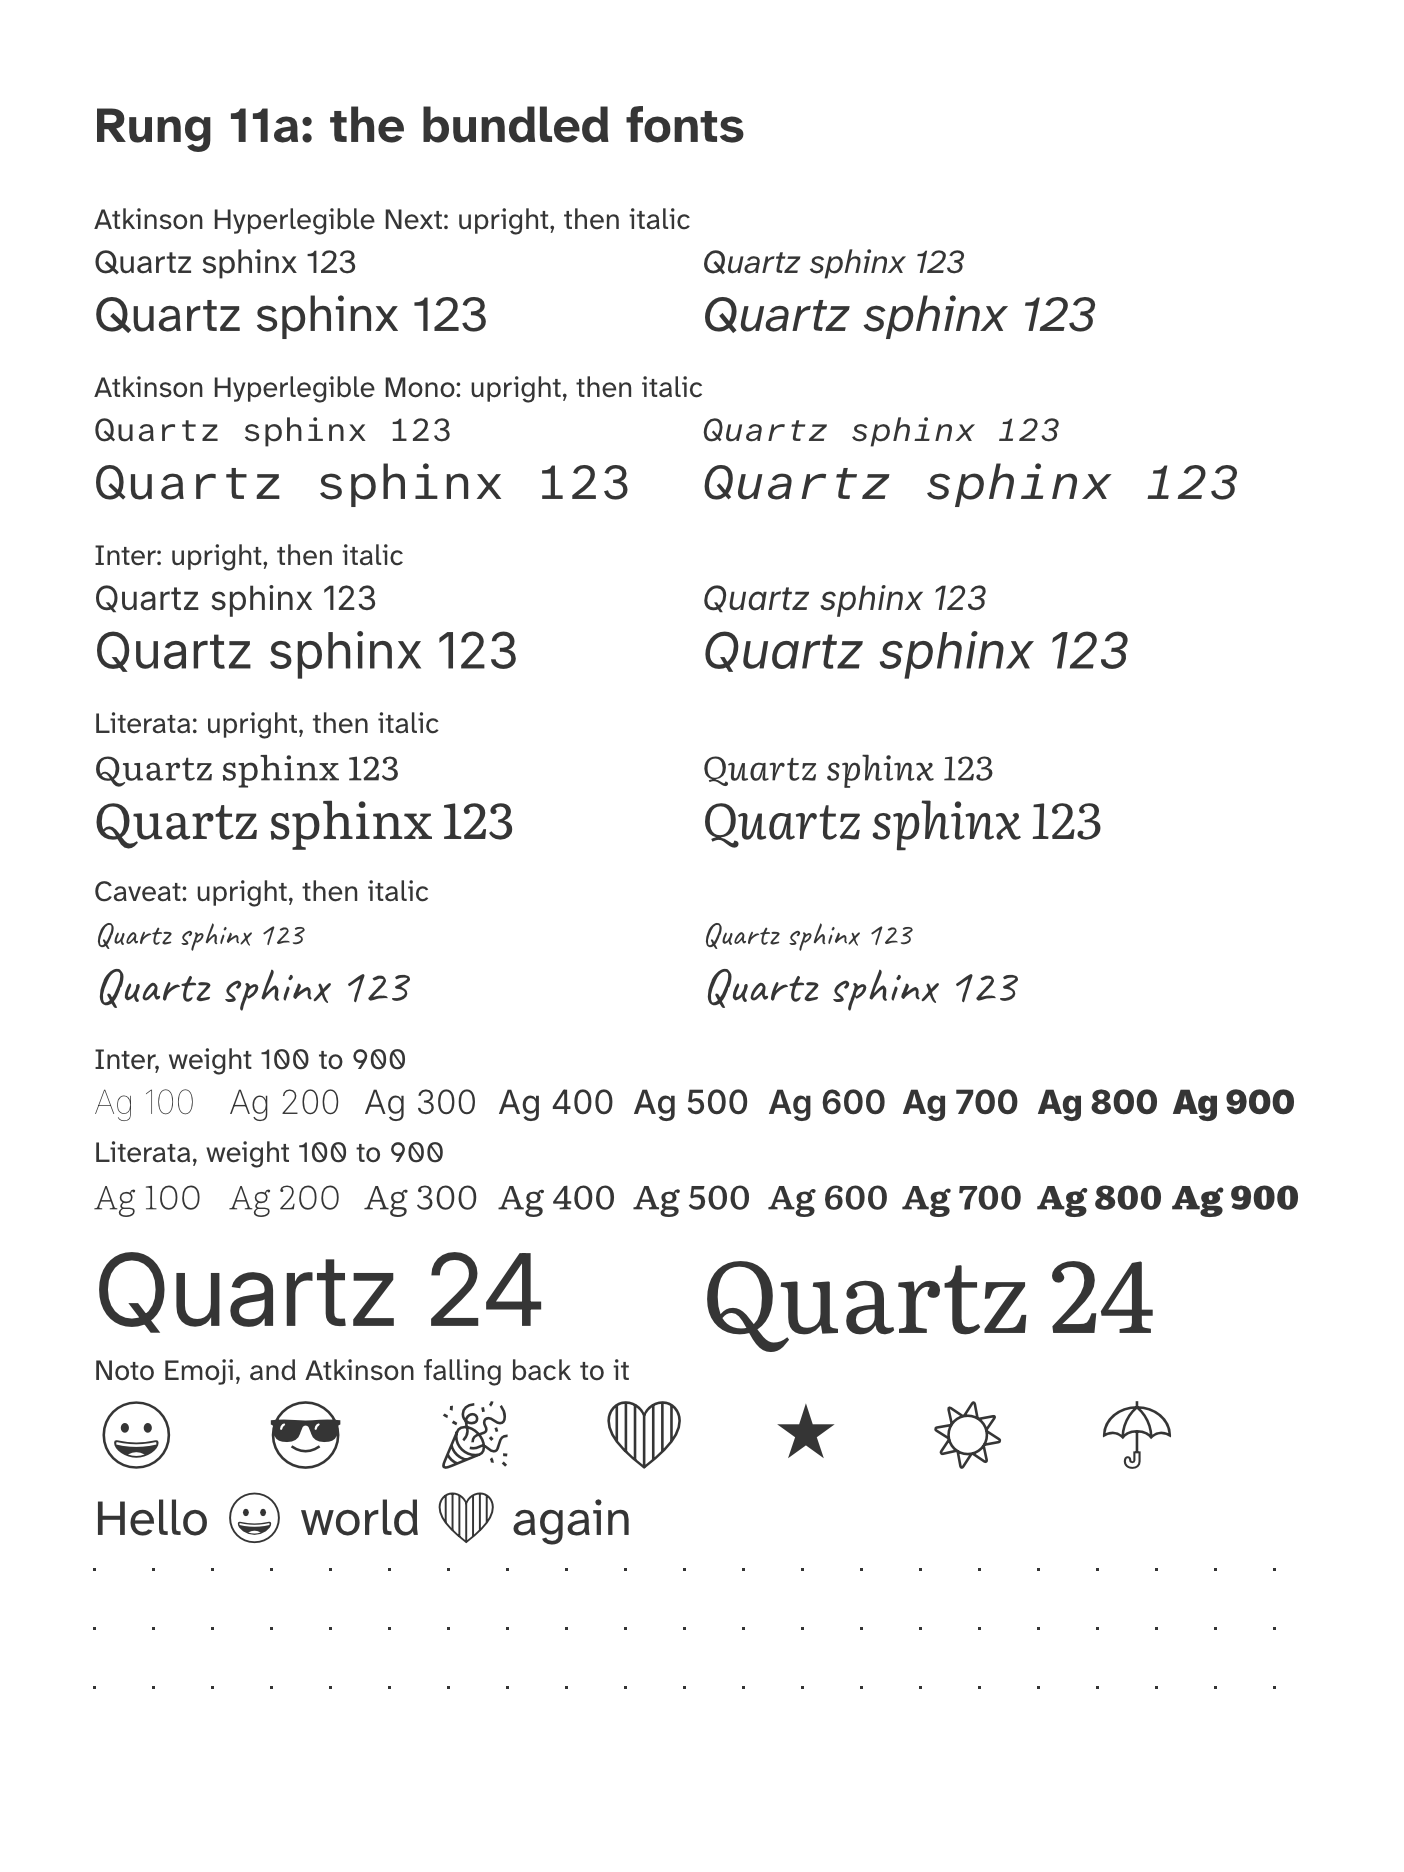 Rung 11a: the bundled fonts
Atkinson Hyperlegible Next: upright, then italic
Quartz sphinx 123 Quartz sphinx 123
Quartz sphinx 123 Quartz sphinx 123
Atkinson Hyperlegible Mono: upright, then italic
Quartz sphinx 123 Quartz sphinx 123
Quartz sphinx 123 Quartz sphinx 123
Inter: upright, then italic
Quartz sphinx 123 Quartz sphinx 123
Quartz sphinx 123 Quartz sphinx 123
Literata: upright, then italic
Quartz sphinx 123 Quartz sphinx 123
Quartz sphinx 123 Quartz sphinx 123
Caveat: upright, then italic
Quartz sphinx 123 Quartz sphinx 123
Quartz sphinx 123 Quartz sphinx 123
Inter, weight 100 to 900
Ag 100 Ag 200 Ag 300 Ag 400 Ag 500 Ag 600 Ag 700 Ag 800 Ag 900
Literata, weight 100 to 900
Ag 100 Ag 200 Ag 300 Ag 400 Ag 500 Ag 600 Ag 700 Ag 800 Ag 900
Quartz 24 Quartz 24
Noto Emoji, and Atkinson falling back to it
😀 😎 🎉 ❤ ★ ☀ ☂
Hello 😀 world ❤ again